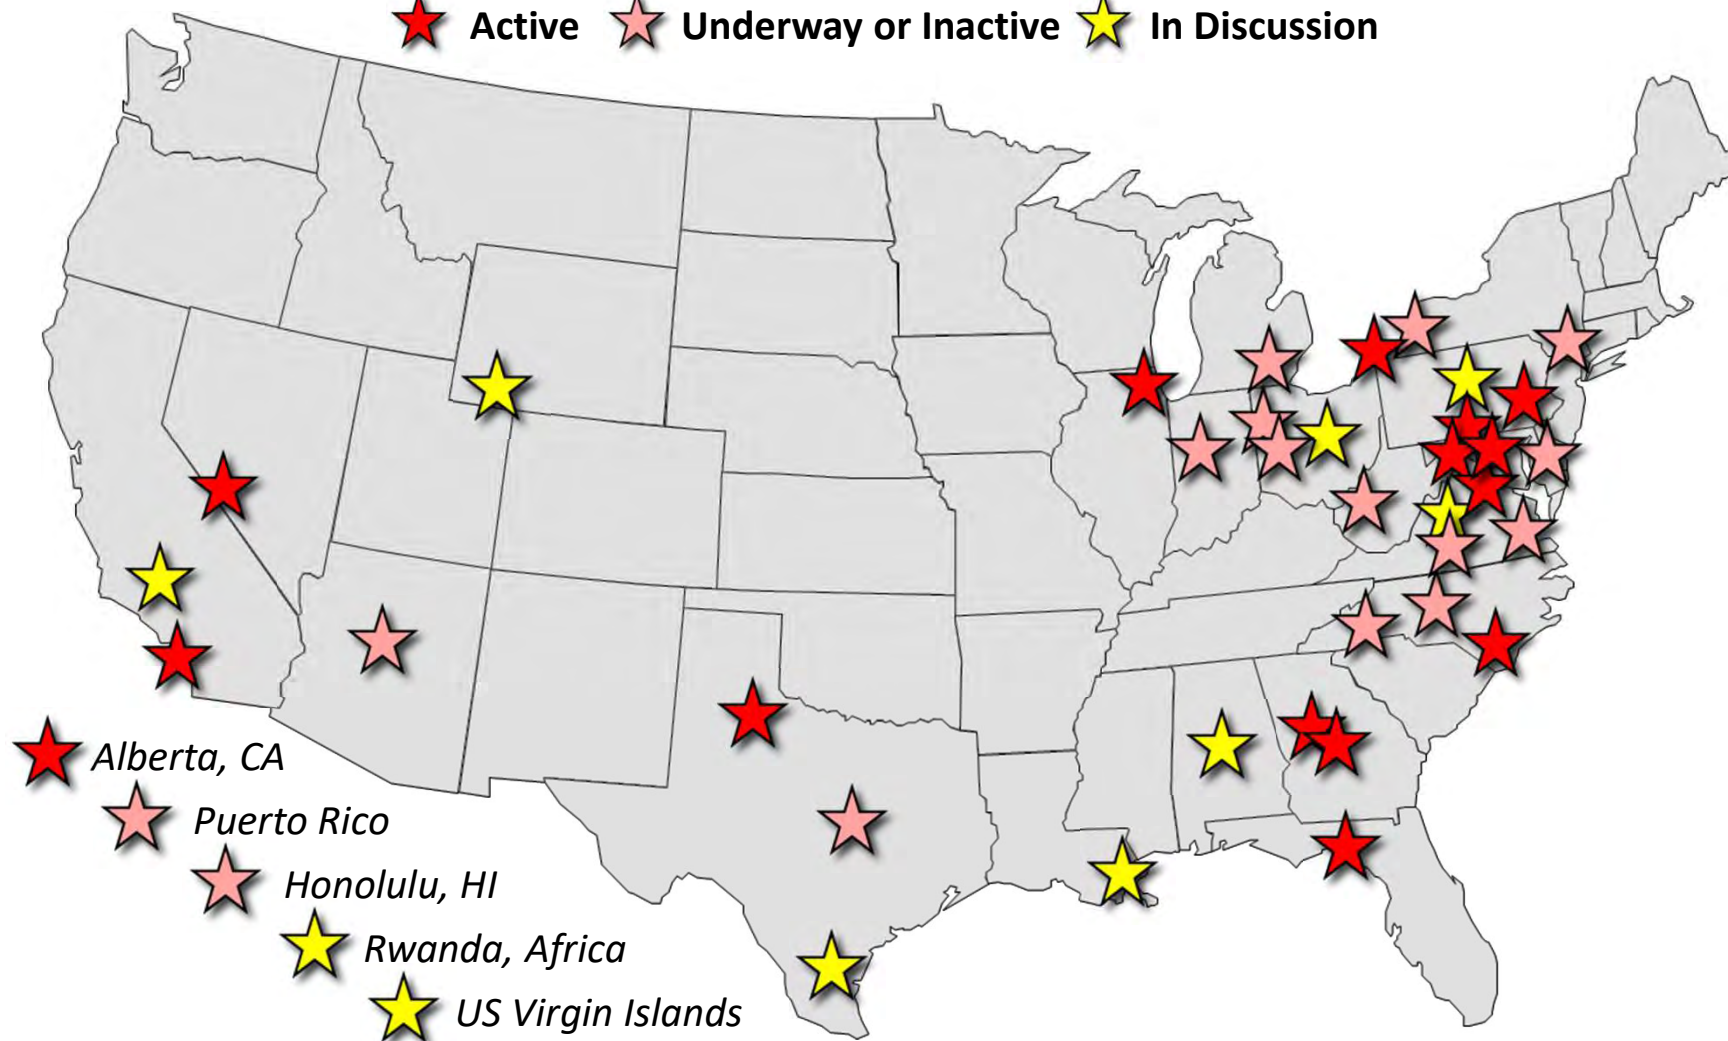 Active Underway or Inactive In Discussion
Alberta, CA
Puerto Rico
Honolulu, HI
Rwanda, Africa
US Virgin Islands